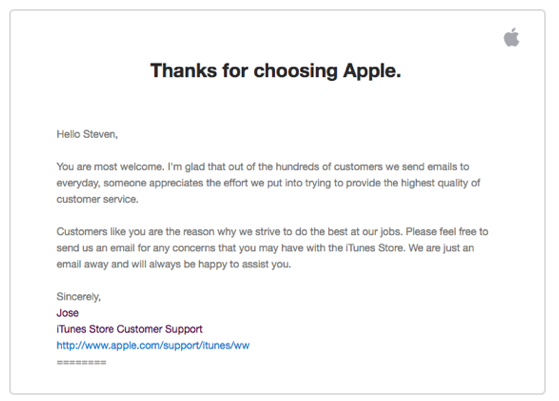 Thanks for choosing Apple.
Hello Steven,
You are most welcome. I'm glad that out of the hundreds of customers we send emails to
everyday, someone appreciates the effort we put into trying to provide the highest quality of
customer service.
Customers like you are the reason why we strive to do the best at our jobs. Please feel free to
send us an email for any concerns that you may have with the iTunes Store. We are just an
email away and will always be happy to assist you.
Sincerely,
Jose
iTunes Store Customer Support
http://www.apple.com/support/itunes/ww
========